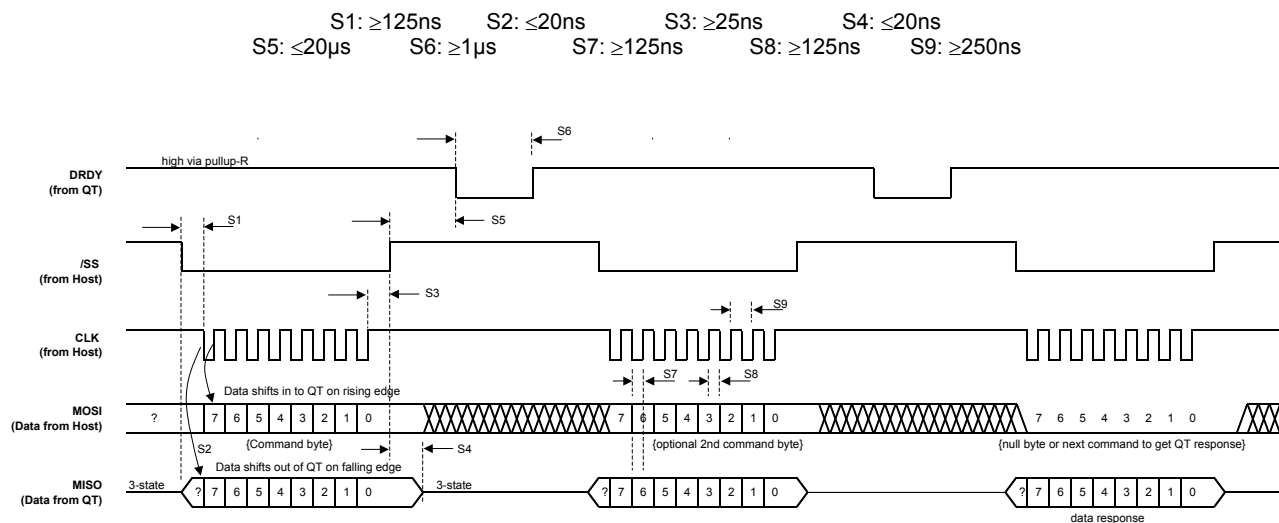 S1: ≥125ns S2: ≤20ns S3: ≥25ns S4: ≤20ns
S5: ≤20µs S6: ≥1µs S7: ≥125ns S8: ≥125ns S9: ≥250ns
S6
high via pullup-R
DRDY
(from QT)
S1
S5
/SS
(from Host)
S3
S9
CLK
(from Host)
S7
S8
Data shifts in to QT on rising edge
MOSI
(Data from Host)
? 7 6 5 4 3 2 1 0 7 6 5 4 3 2 1 0 7 6 5 4 3 2 1 0
{Command byte} {optional 2nd command byte} {null byte or next command to get QT response}
S2
S4
Data shifts out of QT on falling edge
MISO
(Data from QT)
3-state ? 7 6 5 4 3 2 1 0 3-state ? 7 6 5 4 3 2 1 0 ? 7 6 5 4 3 2 1 0
data response